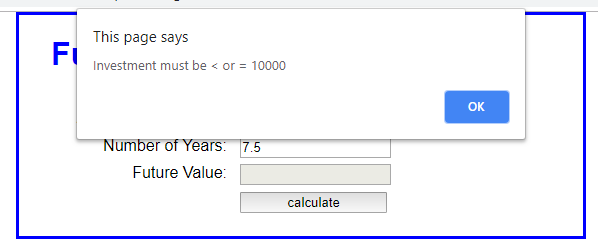 This page says
Investment must be < or = 10000
OK
Number of Years: 7.5
Future Value:
calculate